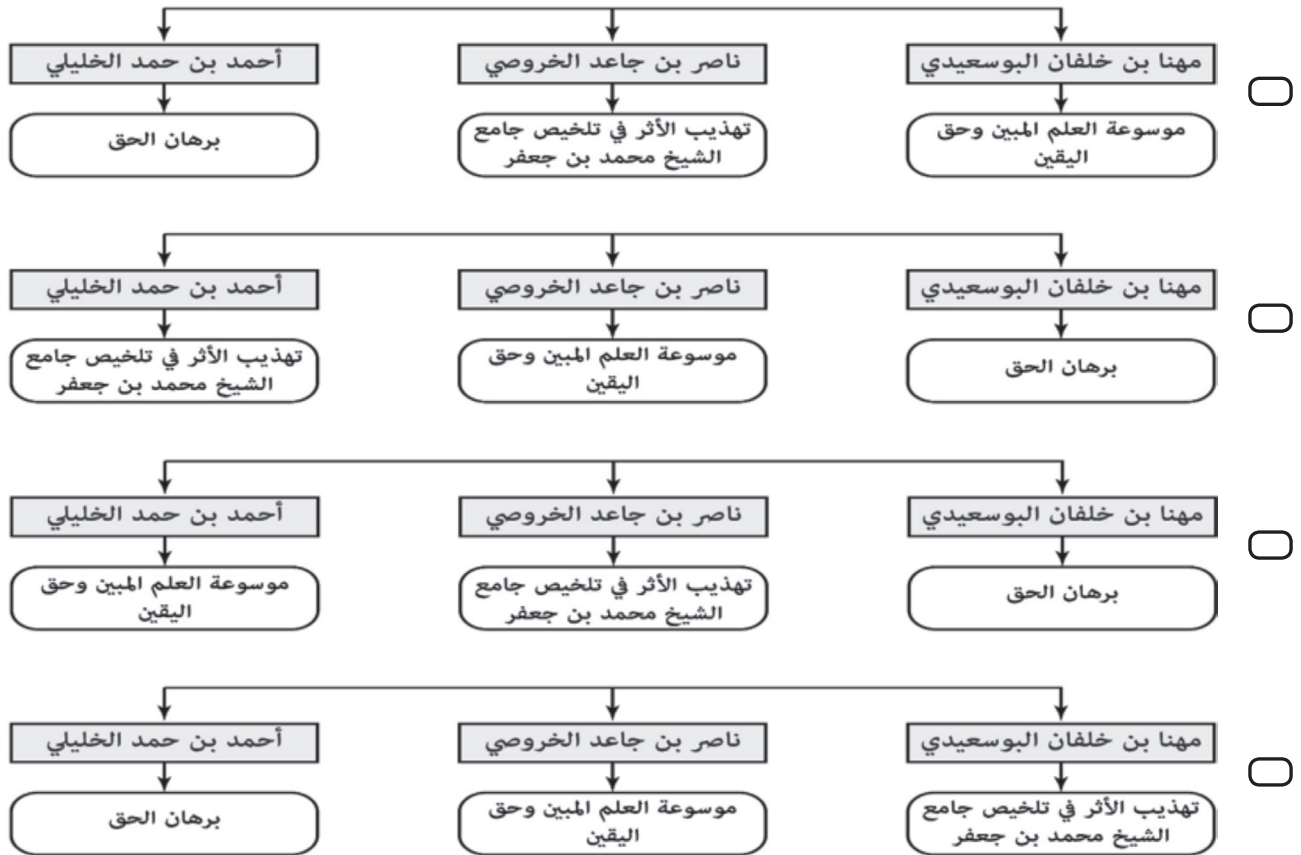 مهنا بن خلفان البوسعيدي
ناصر بن جاعد الخروصي
أحمد بن حمد الخليلي
موسوعة العلم المبين وحق
اليقين
تهذيب الأثر في تلخيص جامع
الشيخ محمد بن جعفر
برهان الحق
مهنا بن خلفان البوسعيدي
ناصر بن جاعد الخروصي
أحمد بن حمد الخليلي
برهان الحق
موسوعة العلم المبين وحق
اليقين
تهذيب الأثر في تلخيص جامع
الشيخ محمد بن جعفر
مهنا بن خلفان البوسعيدي
ناصر بن جاعد الخروصي
أحمد بن حمد الخليلي
برهان الحق
تهذيب الأثر في تلخيص جامع
الشيخ محمد بن جعفر
موسوعة العلم المبين وحق
اليقين
مهنا بن خلفان البوسعيدي
ناصر بن جاعد الخروصي
أحمد بن حمد الخليلي
تهذيب الأثر في تلخيص جامع
الشيخ محمد بن جعفر
موسوعة العلم المبين وحق
اليقين
برهان الحق